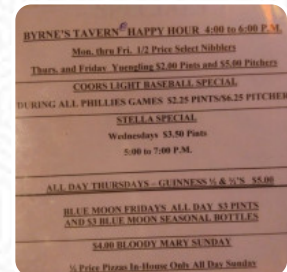 BYRNE'S TAVERN HAPPY HOUR 4:00 to 6:00 P.M.
Mon. thru Fri. 1/2 Price Select Nibblers
Thurs. and Friday Yuengling $2.00 Pints and $5.00 Pitchers
COORS LIGHT BASEBALL SPECIAL
DURING ALL PHILLIES GAMES $2.25 PINTS/$6.25 PITCHER
STELLA SPECIAL
Wednesdays $3.50 Pints
5:00 to 7:00 P.M.
ALL DAY THURSDAYS – GUINNESS ½ & ½'S $5.00
BLUE MOON FRIDAYS ALL DAY $3 PINTS
AND $3 BLUE MOON SEASONAL BOTTLES
$4.00 BLOODY MARY SUNDAY
½ Price Pizzas In-House Only All Day Sunday